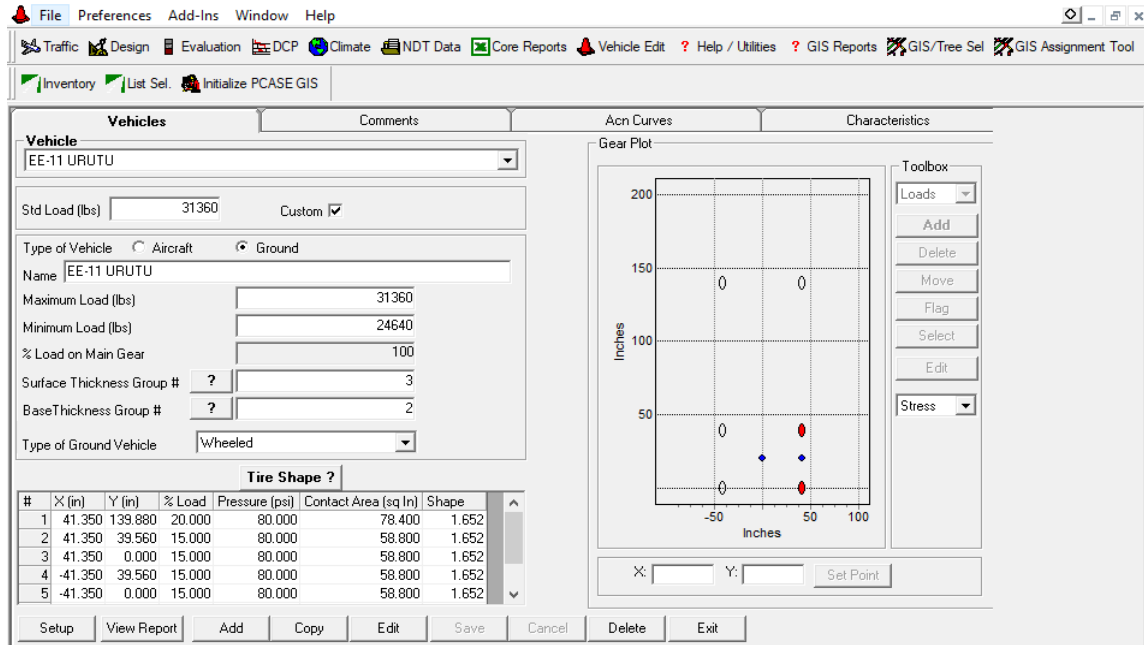 File Preferences Add-Ins Window Help
Traffic Design Evaluation DCP Climate NDT Data Core Reports Vehicle Edit ? Help / Utilities ? GIS Reports GIS/Tree Sel GIS Assignment Tool
Inventory List Sel. Initialize PCASE GIS
Vehicles Comments Acn Curves Characteristics
Vehicle
EE-11 URUTU
Std Load (lbs) 31360 Custom
Type of Vehicle Aircraft Ground
Name EE-11 URUTU
Maximum Load (lbs) 31360
Minimum Load (lbs) 24640
% Load on Main Gear 100
Surface Thickness Group # ? 3
BaseThickness Group # ? 2
Type of Ground Vehicle Wheeled
Tire Shape ?
# X (in) Y (in) % Load Pressure (psi) Contact Area (sq In) Shape
1 41.350 139.880 20.000 80.000 78.400 1.652
2 41.350 39.560 15.000 80.000 58.800 1.652
3 41.350 0.000 15.000 80.000 58.800 1.652
4 -41.350 39.560 15.000 80.000 58.800 1.652
5 -41.350 0.000 15.000 80.000 58.800 1.652
Gear Plot
200
150
100
50
Inches
-50 50 100
Inches
Toolbox
Loads
Add
Delete
Move
Flag
Select
Edit
Stress
X: Y: Set Point
Setup View Report Add Copy Edit Save Cancel Delete Exit